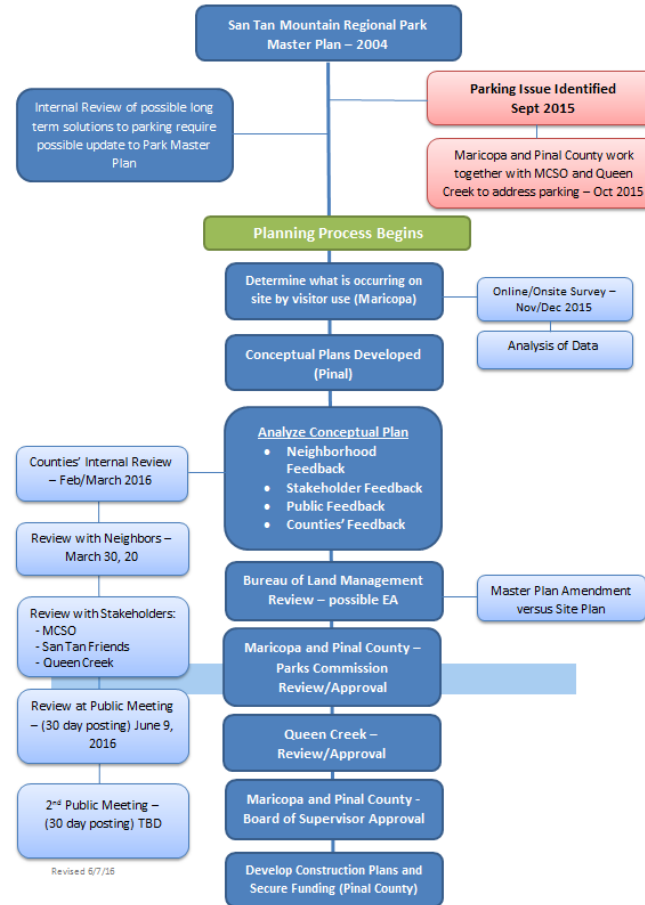 San Tan Mountain Regional Park
Master Plan – 2004
Parking Issue Identified
Sept 2015
Internal Review of possible long
term solutions to parking require
possible update to Park Master
Plan
Maricopa and Pinal County work
together with MCSO and Queen
Creek to address parking – Oct 2015
Planning Process Begins
Determine what is occurring on
site by visitor use (Maricopa)
Online/Onsite Survey –
Nov/Dec 2015
Analysis of Data
Conceptual Plans Developed
(Pinal)
Analyze Conceptual Plan
• Neighborhood
Feedback
• Stakeholder Feedback
• Public Feedback
• Counties' Feedback
Counties' Internal Review
– Feb/March 2016
Review with Neighbors –
March 30, 20
Review with Stakeholders:
- MCSO
- San Tan Friends
- Queen Creek
Review at Public Meeting
– (30 day posting) June 9,
2016
2nd Public Meeting –
(30 day posting) TBD
Bureau of Land Management
Review – possible EA
Master Plan Amendment
versus Site Plan
Maricopa and Pinal County –
Parks Commission
Review/Approval
Queen Creek –
Review/Approval
Maricopa and Pinal County -
Board of Supervisor Approval
Develop Construction Plans and
Secure Funding (Pinal County)
Revised 6/7/16